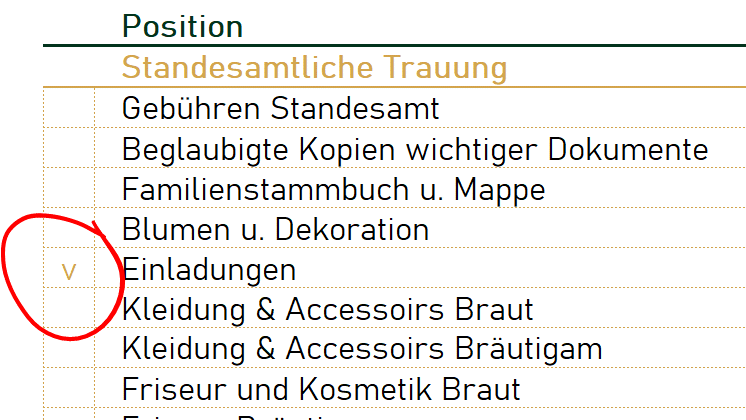 Position
Standesamtliche Trauung
Gebühren Standesamt
Beglaubigte Kopien wichtiger Dokumente
Familienstammbuch u. Mappe
Blumen u. Dekoration
v Einladungen
Kleidung & Accessoirs Braut
Kleidung & Accessoirs Bräutigam
Friseur und Kosmetik Braut